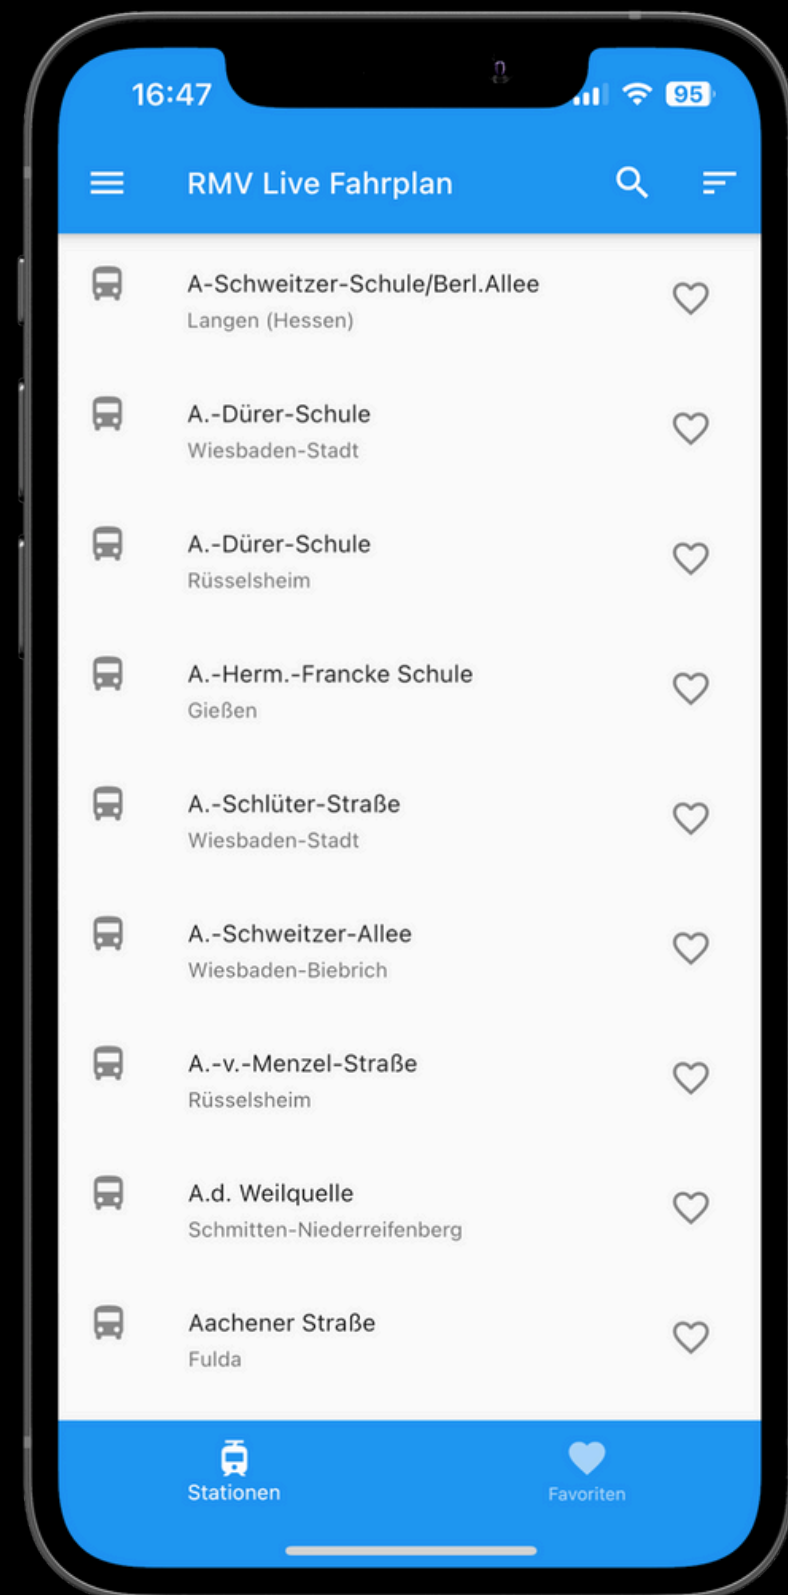 16:47
95
RMV Live Fahrplan
A-Schweitzer-Schule/Berl.Allee
Langen (Hessen)
A.-Dürer-Schule
Wiesbaden-Stadt
A.-Dürer-Schule
Rüsselsheim
A.-Herm.-Francke Schule
Gießen
A.-Schlüter-Straße
Wiesbaden-Stadt
A.-Schweitzer-Allee
Wiesbaden-Biebrich
A.-v.-Menzel-Straße
Rüsselsheim
A.d. Weilquelle
Schmitten-Niederreifenberg
Aachener Straße
Fulda
Stationen
Favoriten